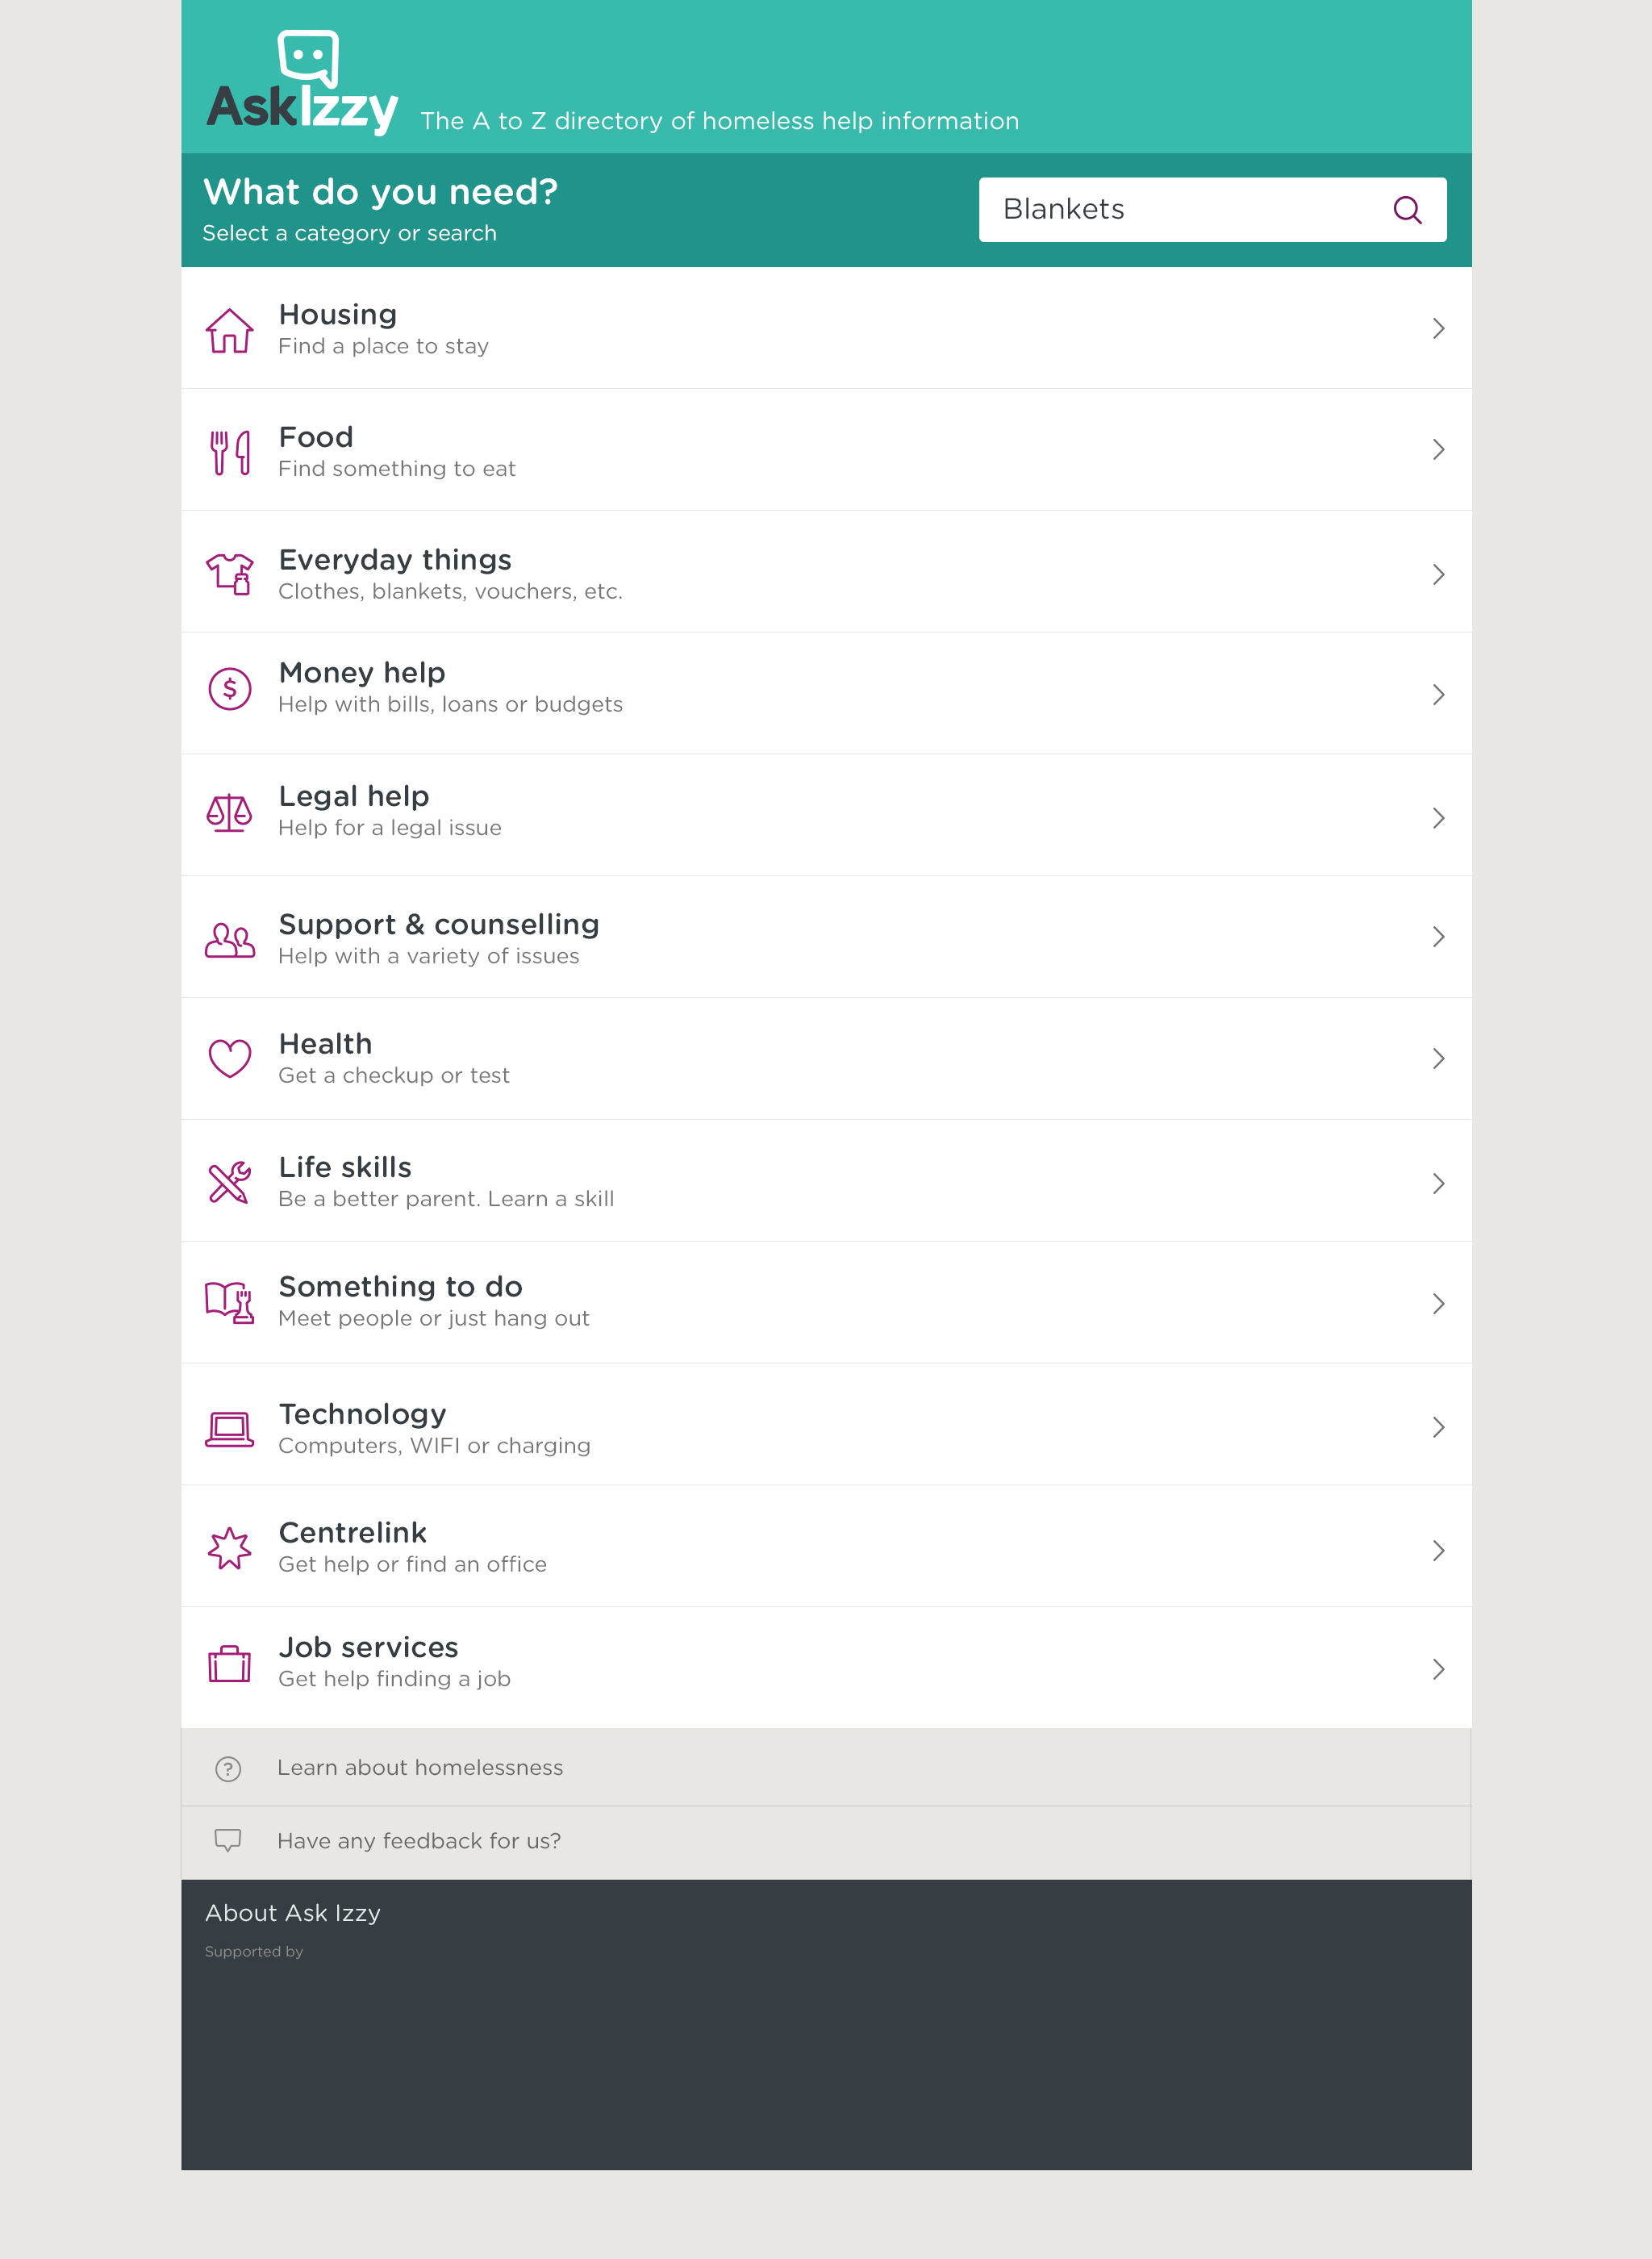 AskIzzy The A to Z directory of homeless help information
What do you need?
Select a category or search
Blankets
Housing
Find a place to stay
Food
Find something to eat
Everyday things
Clothes, blankets, vouchers, etc.
Money help
$
Help with bills, loans or budgets
Legal help
Help for a legal issue
Support & counselling
Help with a variety of issues
Health
Get a checkup or test
Life skills
Be a better parent. Learn a skill
Something to do
Meet people or just hang out
Technology
Computers, WIFI or charging
Centrelink
Get help or find an office
Job services
Get help finding a job
? Learn about homelessness
Have any feedback for us?
About Ask Izzy
Supported by